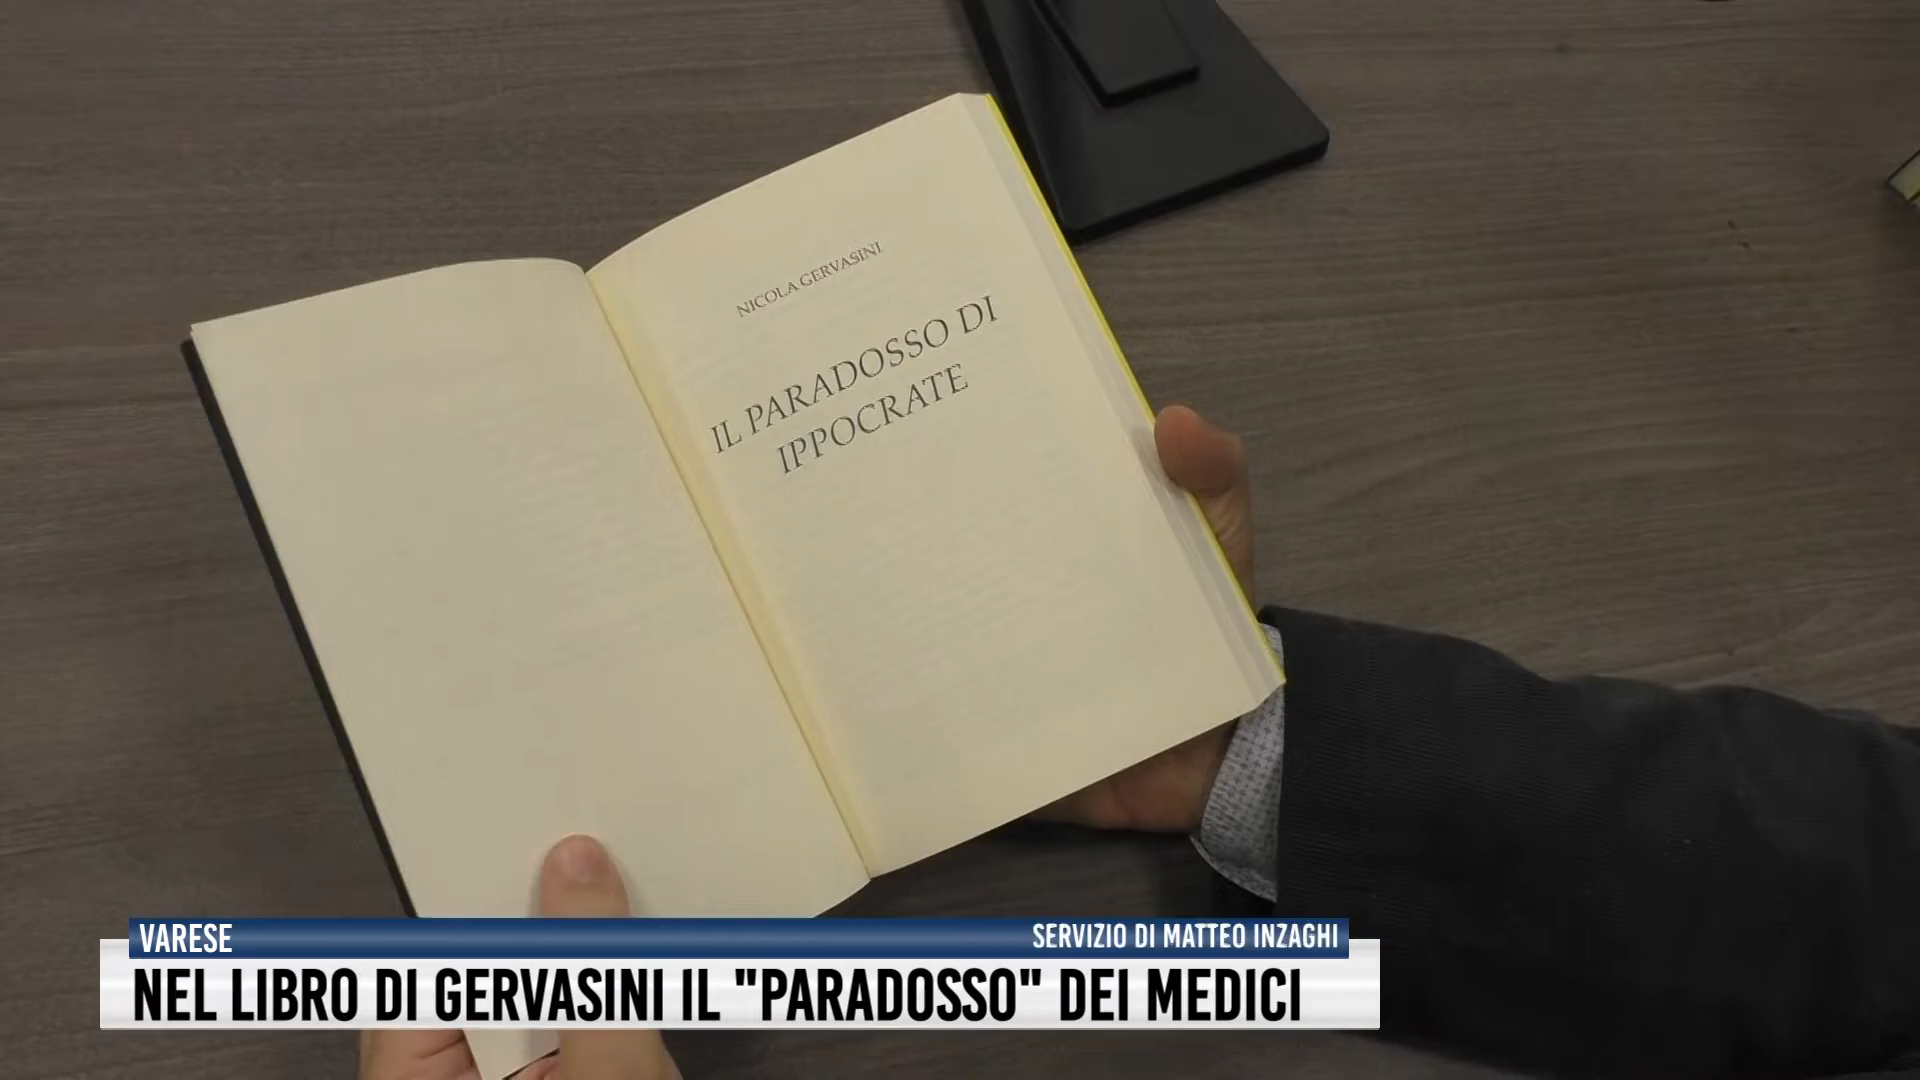 NICOLA GERVASINI
IL PARADOSSO DI
IPPOCRATE
VARESE
SERVIZIO DI MATTEO INZAGHI
NEL LIBRO DI GERVASINI IL "PARADOSSO" DEI MEDICI